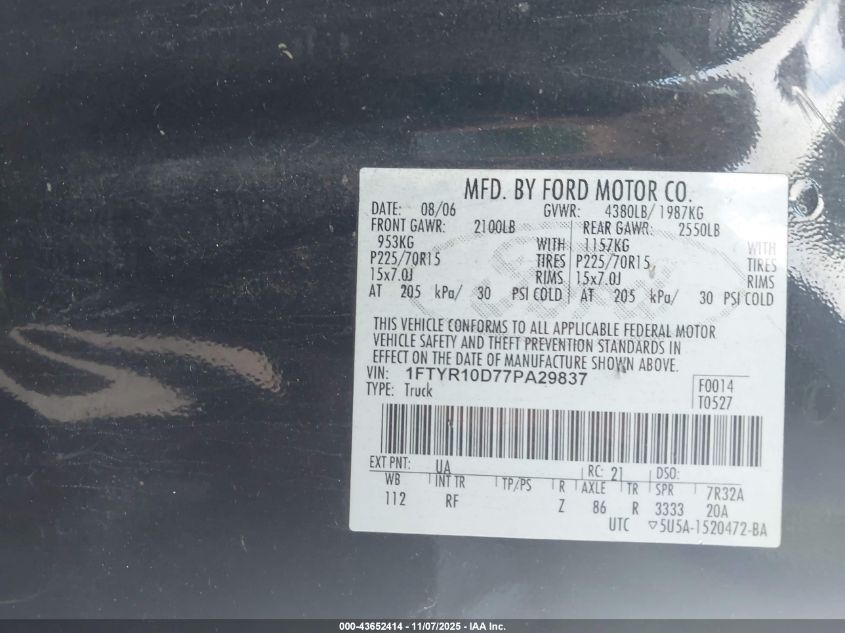 MFD. BY FORD MOTOR CO.
DATE: 08/06 GVWR: 4380LB/ 1987KG
FRONT GAWR: 2100LB REAR GAWR: 2550LB
953KG WITH 1157KG WITH
P225/70R15 TIRES P225/70R15 TIRES
15x7.0J RIMS 15x7.0J RIMS
AT 205 kPa/ 30 PSI COLD AT 205 kPa/ 30 PSI COLD
THIS VEHICLE CONFORMS TO ALL APPLICABLE FEDERAL MOTOR
VEHICLE SAFETY AND THEFT PREVENTION STANDARDS IN
EFFECT ON THE DATE OF MANUFACTURE SHOWN ABOVE.
VIN: 1FTYR10D77PA29837 F0014
TYPE: Truck T0527
EXT PNT: UA RC: 21 DSO:
WB INT TR TP/PS R AXLE TR SPR 7R32A
112 RF Z 86 R 3333 20A
UTC ▽5U5A-1520472-BA
000-43652414 - 11/07/2025 - IAA Inc.